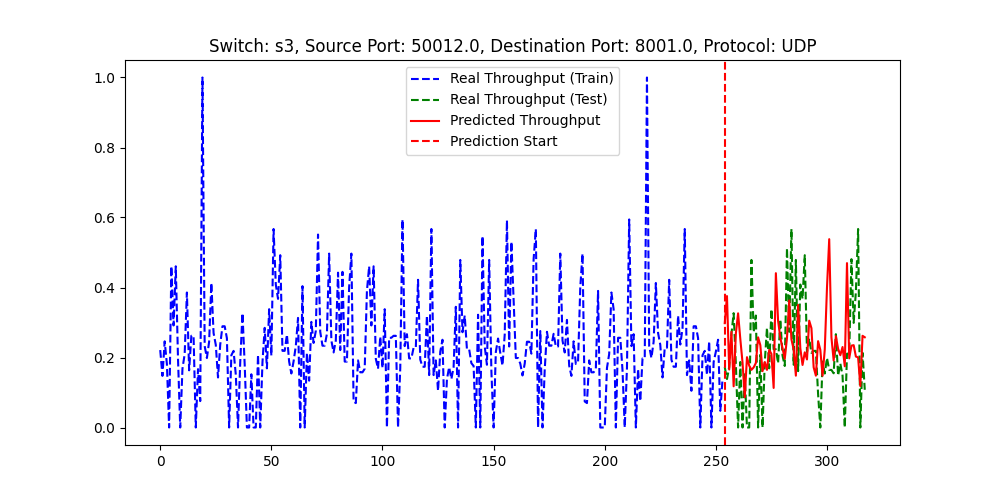 Switch: s3, Source Port: 50012.0, Destination Port: 8001.0, Protocol: UDP
1.0
0.8
0.6
0.4
0.2
0.0
Real Throughput (Train)
Real Throughput (Test)
Predicted Throughput
Prediction Start
0 50 100 150 200 250 300